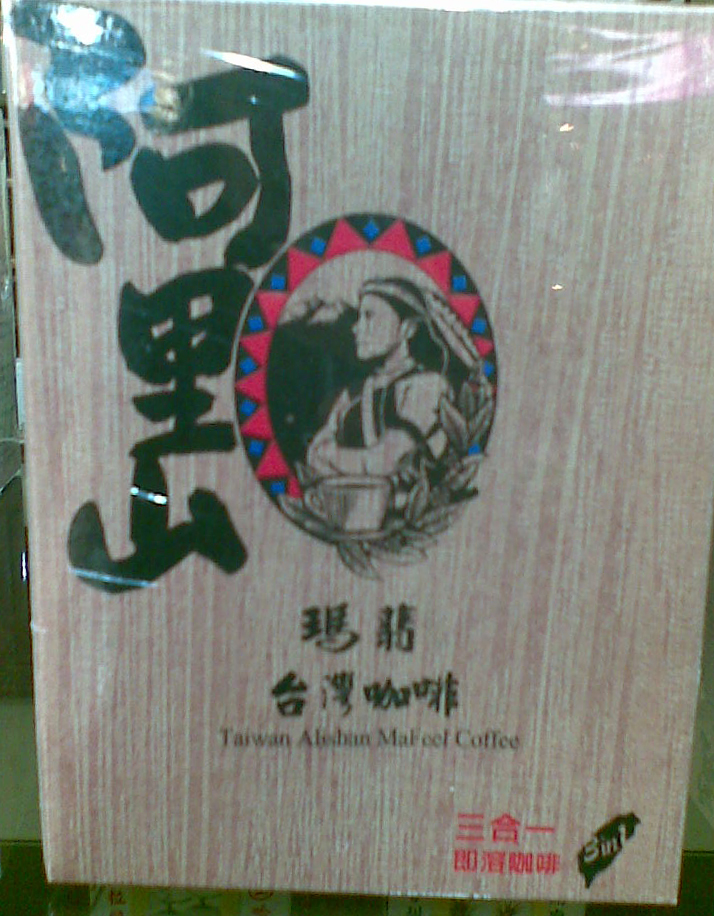 阿里山
瑪翡
台灣咖啡
Taiwan Alishan MaFeel Coffee
三合一
即溶咖啡
3in1